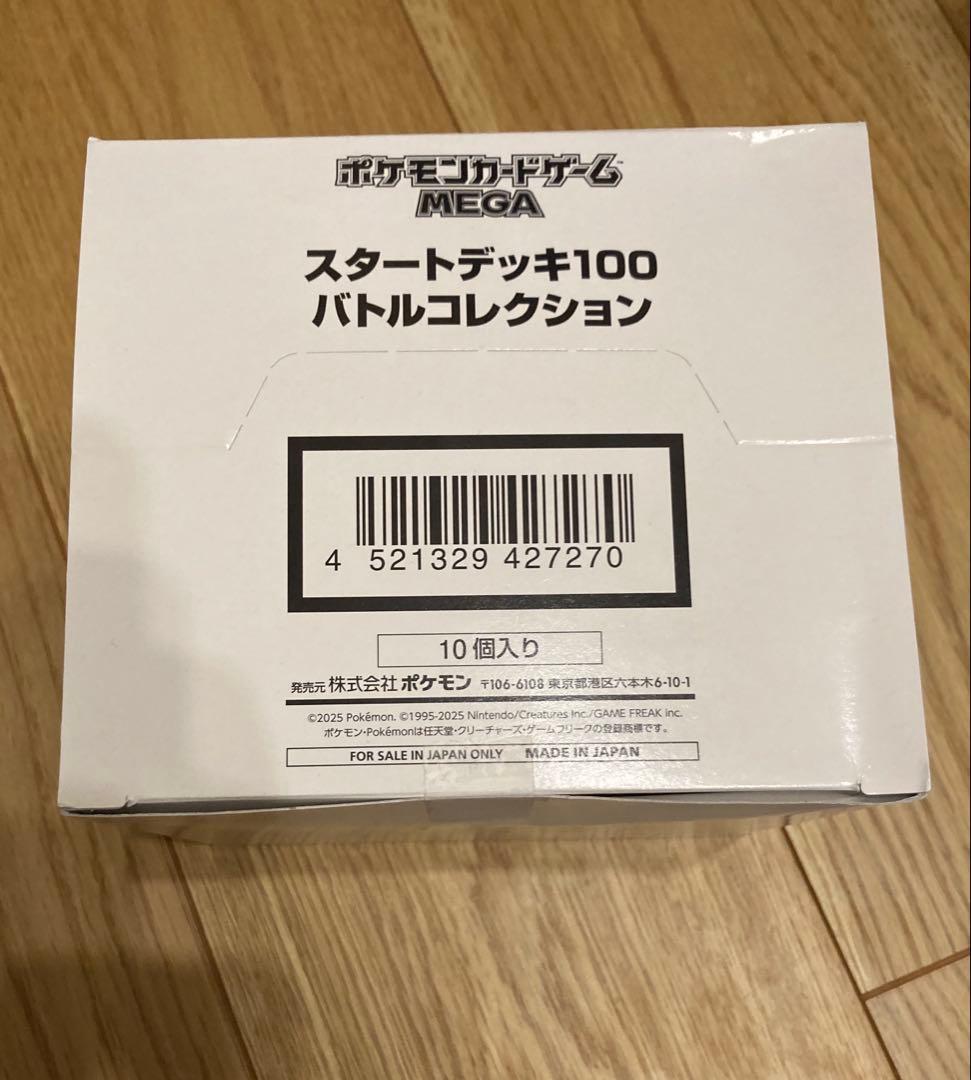 ポケモンカードゲーム™
MEGA
スタートデッキ100
バトルコレクション
4 521329 427270
10個入り
発売元 株式会社ポケモン 〒106-6108 東京都港区六本木6-10-1
©2025 Pokémon. ©1995-2025 Nintendo/Creatures Inc./GAME FREAK inc.
ポケモン・Pokémonは任天堂・クリーチャーズ・ゲームフリークの登録商標です。
FOR SALE IN JAPAN ONLY MADE IN JAPAN